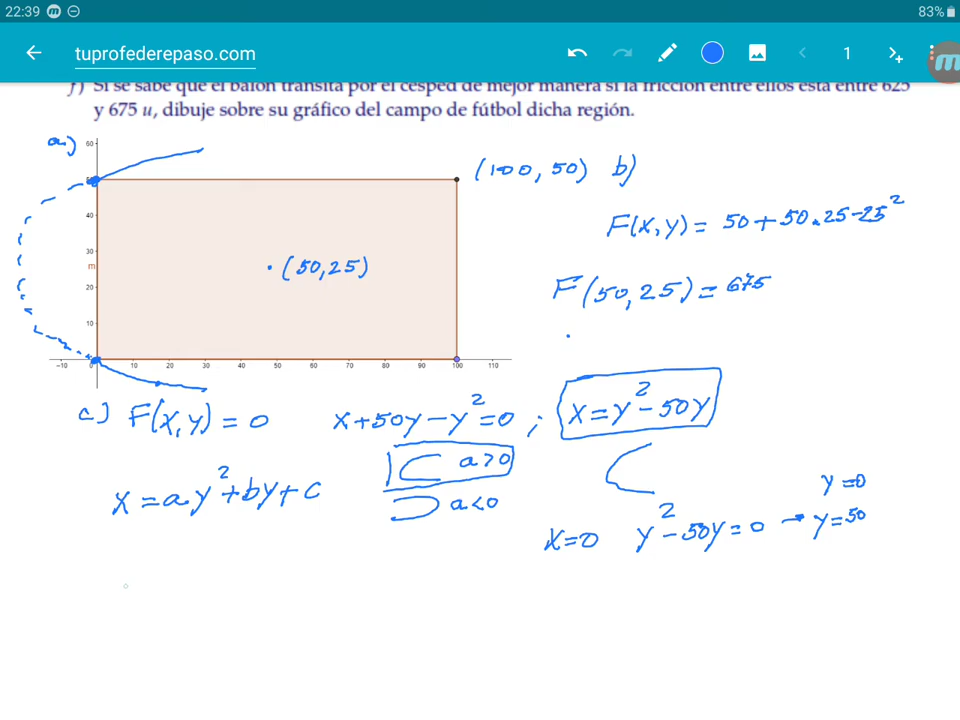 22:39
83%
tuprofederepaso.com
1
f) Si se sabe que el balón transita por el césped de mejor manera si la fricción entre ellos está entre 625
y 675 u, dibuje sobre su gráfico del campo de fútbol dicha región.
a)
60
50
40
30
m
20
10
-10 0 10 20 30 40 50 60 70 80 90 100 110
(50,25)
(100,50) b)
F(x,y) = 50+50.25-25²
F(50,25) = 675
c) F(x,y) = 0 x+50y-y²=0 ; x=y²-50y
a>0
x = ay²+by+c a<0
y=0
x=0 y²-50y=0 → y=50